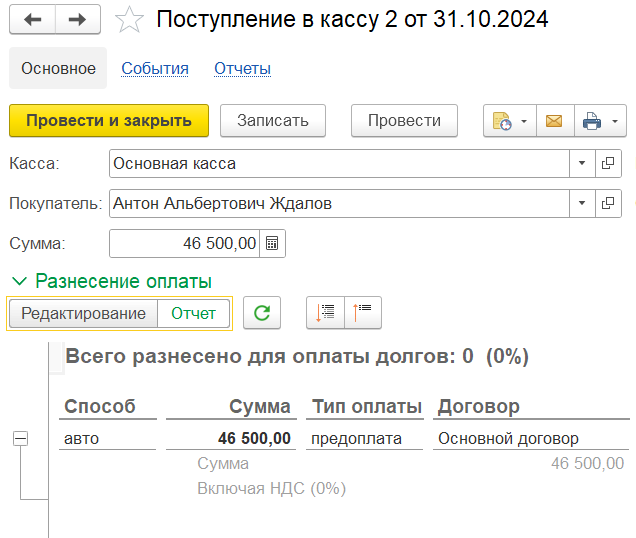 Поступление в кассу 2 от 31.10.2024
Основное События Отчеты
Провести и закрыть Записать Провести
Касса: Основная касса
Покупатель: Антон Альбертович Ждалов
Сумма: 46 500,00
Разнесение оплаты
Редактирование Отчет
Всего разнесено для оплаты долгов: 0 (0%)
Способ Сумма Тип оплаты Договор
авто 46 500,00 предоплата Основной договор
Сумма 46 500,00
Включая НДС (0%)